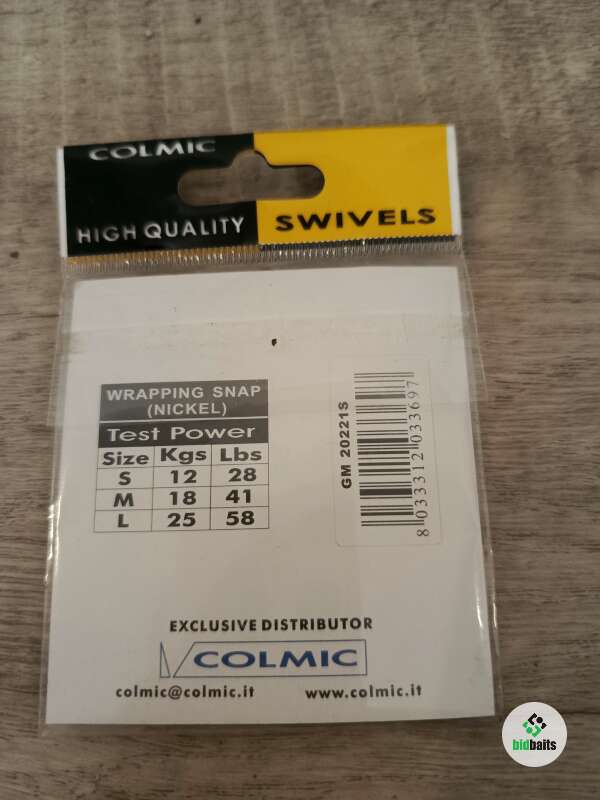 COLMIC
HIGH QUALITY
SWIVELS
WRAPPING SNAP
(NICKEL)
Test Power
Size Kgs Lbs
S 12 28
M 18 41
L 25 58
GM 20221S
8 033312 033697
EXCLUSIVE DISTRIBUTOR
COLMIC
colmic@colmic.it www.colmic.it
bidbaits